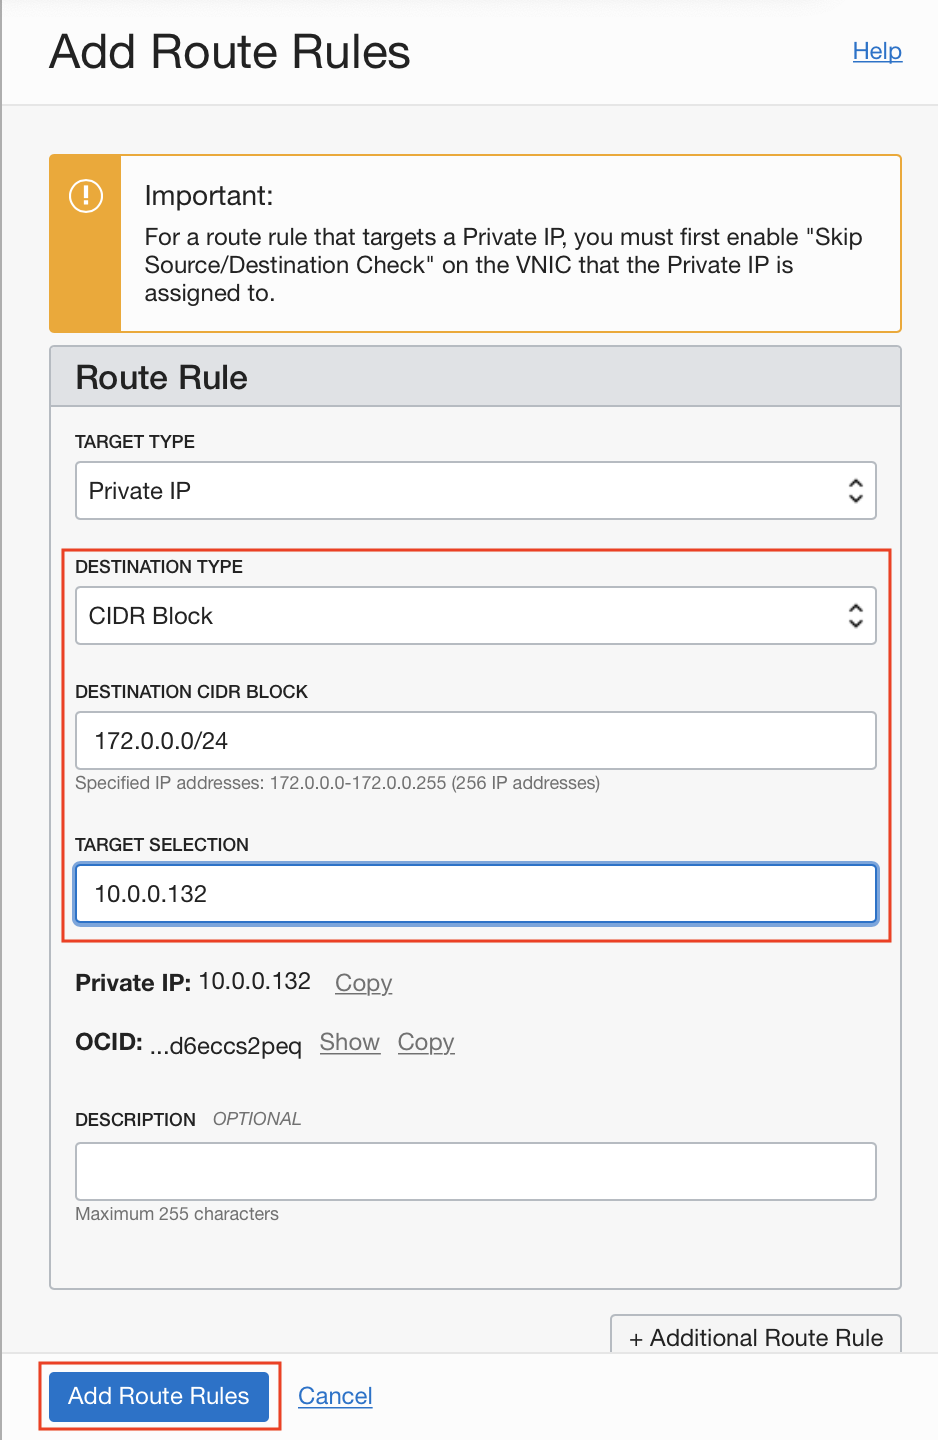 Add Route Rules
Help
Important:
For a route rule that targets a Private IP, you must first enable "Skip
Source/Destination Check" on the VNIC that the Private IP is
assigned to.
Route Rule
TARGET TYPE
Private IP
DESTINATION TYPE
CIDR Block
DESTINATION CIDR BLOCK
172.0.0.0/24
Specified IP addresses: 172.0.0.0-172.0.0.255 (256 IP addresses)
TARGET SELECTION
10.0.0.132
Private IP: 10.0.0.132 Copy
OCID: ...d6eccs2peq Show Copy
DESCRIPTION OPTIONAL
Maximum 255 characters
+ Additional Route Rule
Add Route Rules Cancel